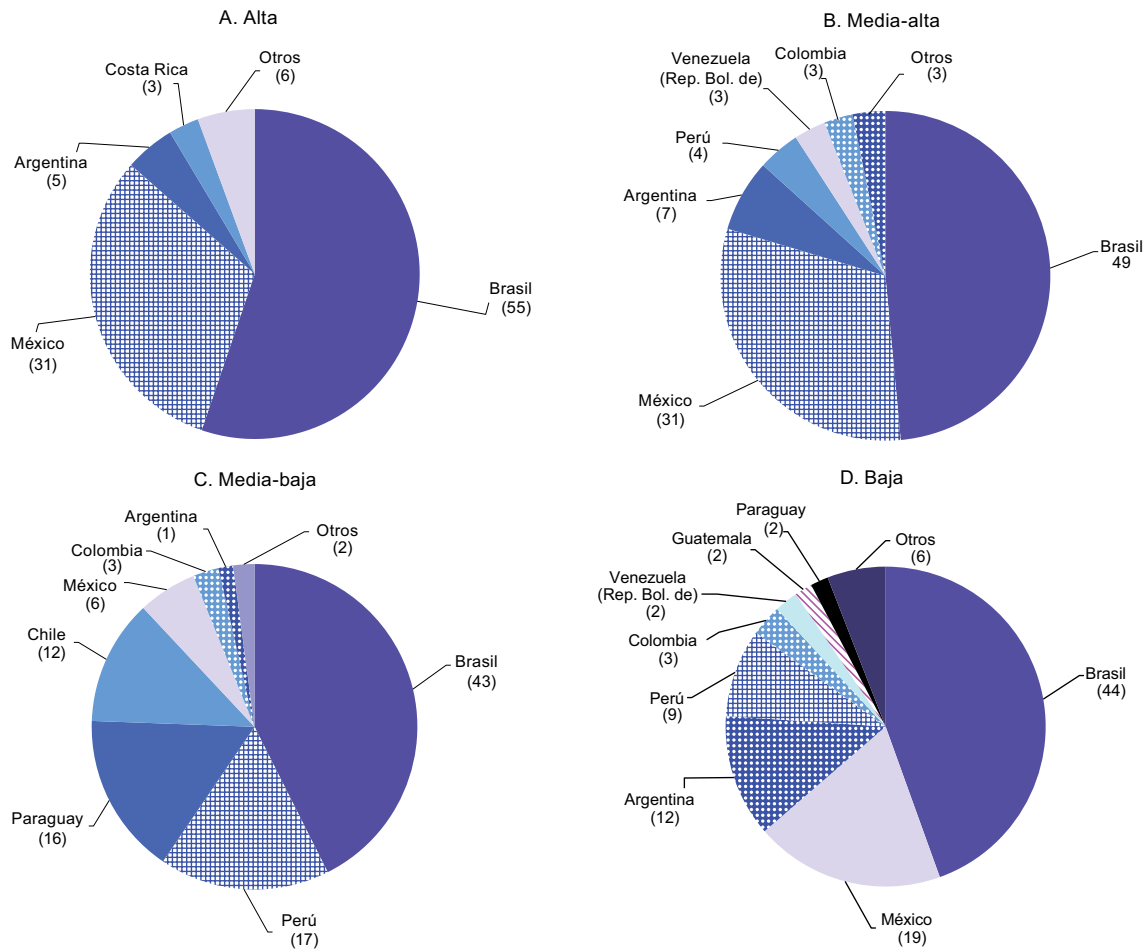 A. Alta
Otros
(6)
Costa Rica
(3)
Argentina
(5)
México
(31)
Brasil
(55)
B. Media-alta
Colombia
(3)
Otros
(3)
Venezuela
(Rep. Bol. de)
(3)
Perú
(4)
Argentina
(7)
México
(31)
Brasil
49
C. Media-baja
Argentina
(1)
Otros
(2)
Colombia
(3)
México
(6)
Chile
(12)
Paraguay
(16)
Perú
(17)
Brasil
(43)
D. Baja
Paraguay
(2)
Otros
(6)
Guatemala
(2)
Venezuela
(Rep. Bol. de)
(2)
Colombia
(3)
Perú
(9)
Argentina
(12)
México
(19)
Brasil
(44)